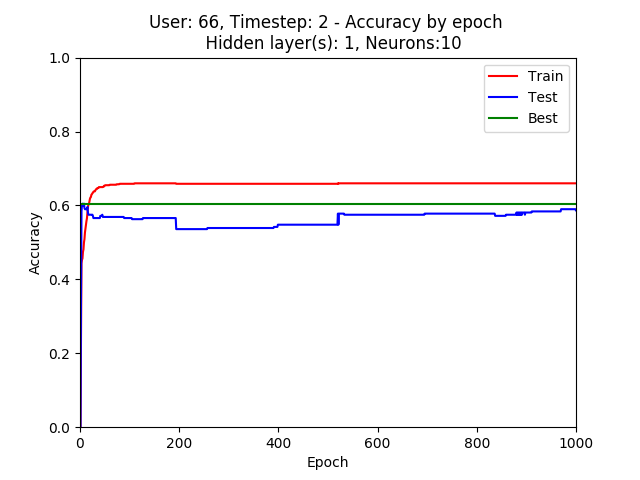 User: 66, Timestep: 2 - Accuracy by epoch
Hidden layer(s): 1, Neurons:10
1.0
0.8
0.6
0.4
0.2
0.0
Accuracy
Train
Test
Best
0 200 400 600 800 1000
Epoch